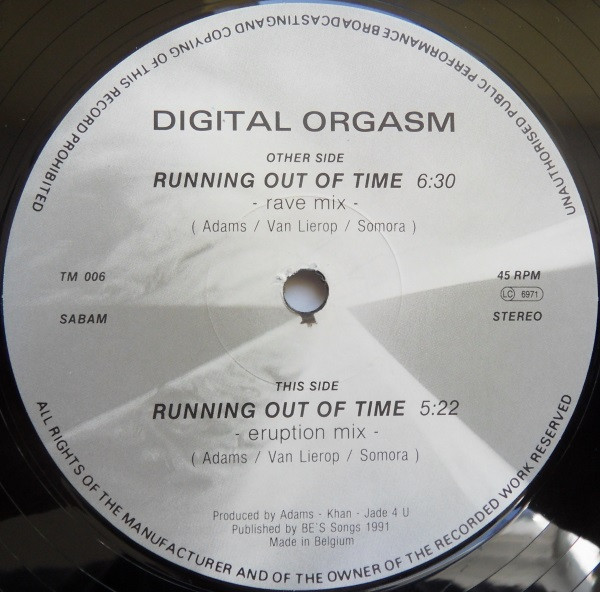 UNAUTHORISED PUBLIC PERFORMANCE BROADCASTING AND COPYING OF THIS RECORD PROHIBITED
DIGITAL ORGASM
OTHER SIDE
RUNNING OUT OF TIME 6:30
- rave mix -
( Adams / Van Lierop / Somora )
TM 006
45 RPM
LC 6971
SABAM
STEREO
THIS SIDE
RUNNING OUT OF TIME 5:22
- eruption mix -
( Adams / Van Lierop / Somora )
Produced by Adams - Khan - Jade 4 U
Published by BE'S Songs 1991
Made in Belgium
ALL RIGHTS OF THE MANUFACTURER AND OF THE OWNER OF THE RECORDED WORK RESERVED